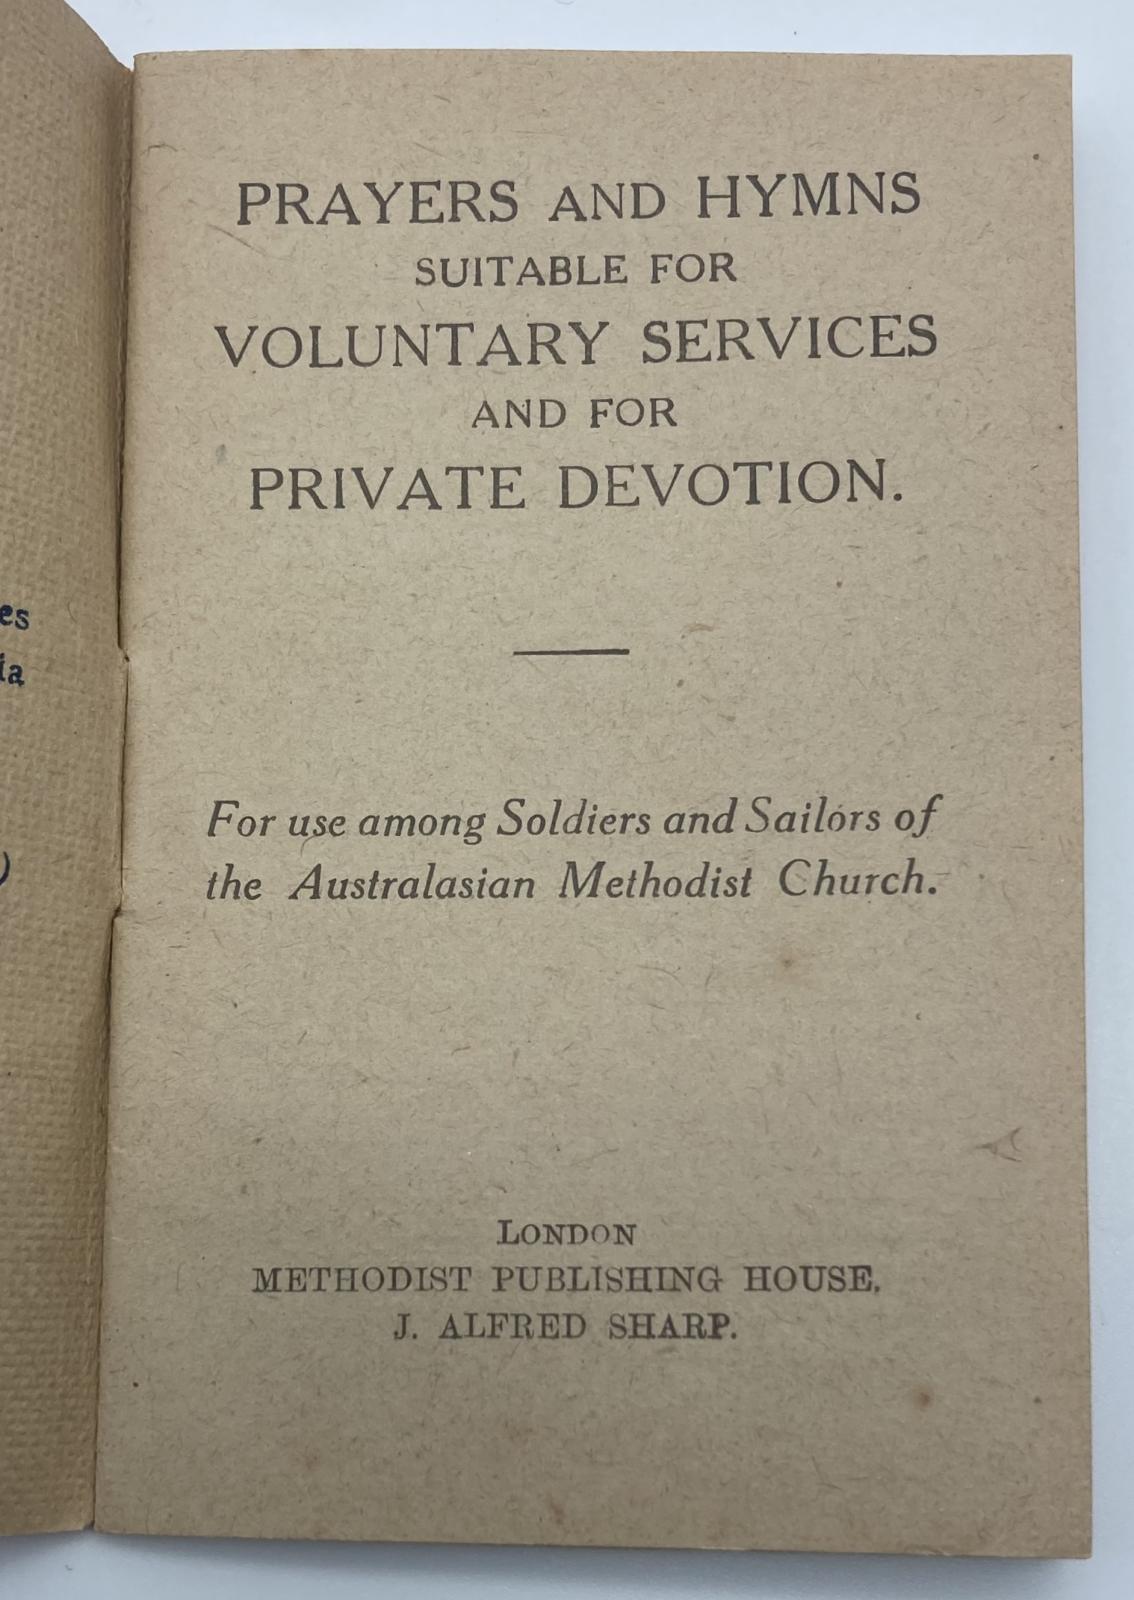 PRAYERS AND HYMNS
SUITABLE FOR
VOLUNTARY SERVICES
AND FOR
PRIVATE DEVOTION.
For use among Soldiers and Sailors of
the Australasian Methodist Church.
LONDON
METHODIST PUBLISHING HOUSE,
J. ALFRED SHARP.